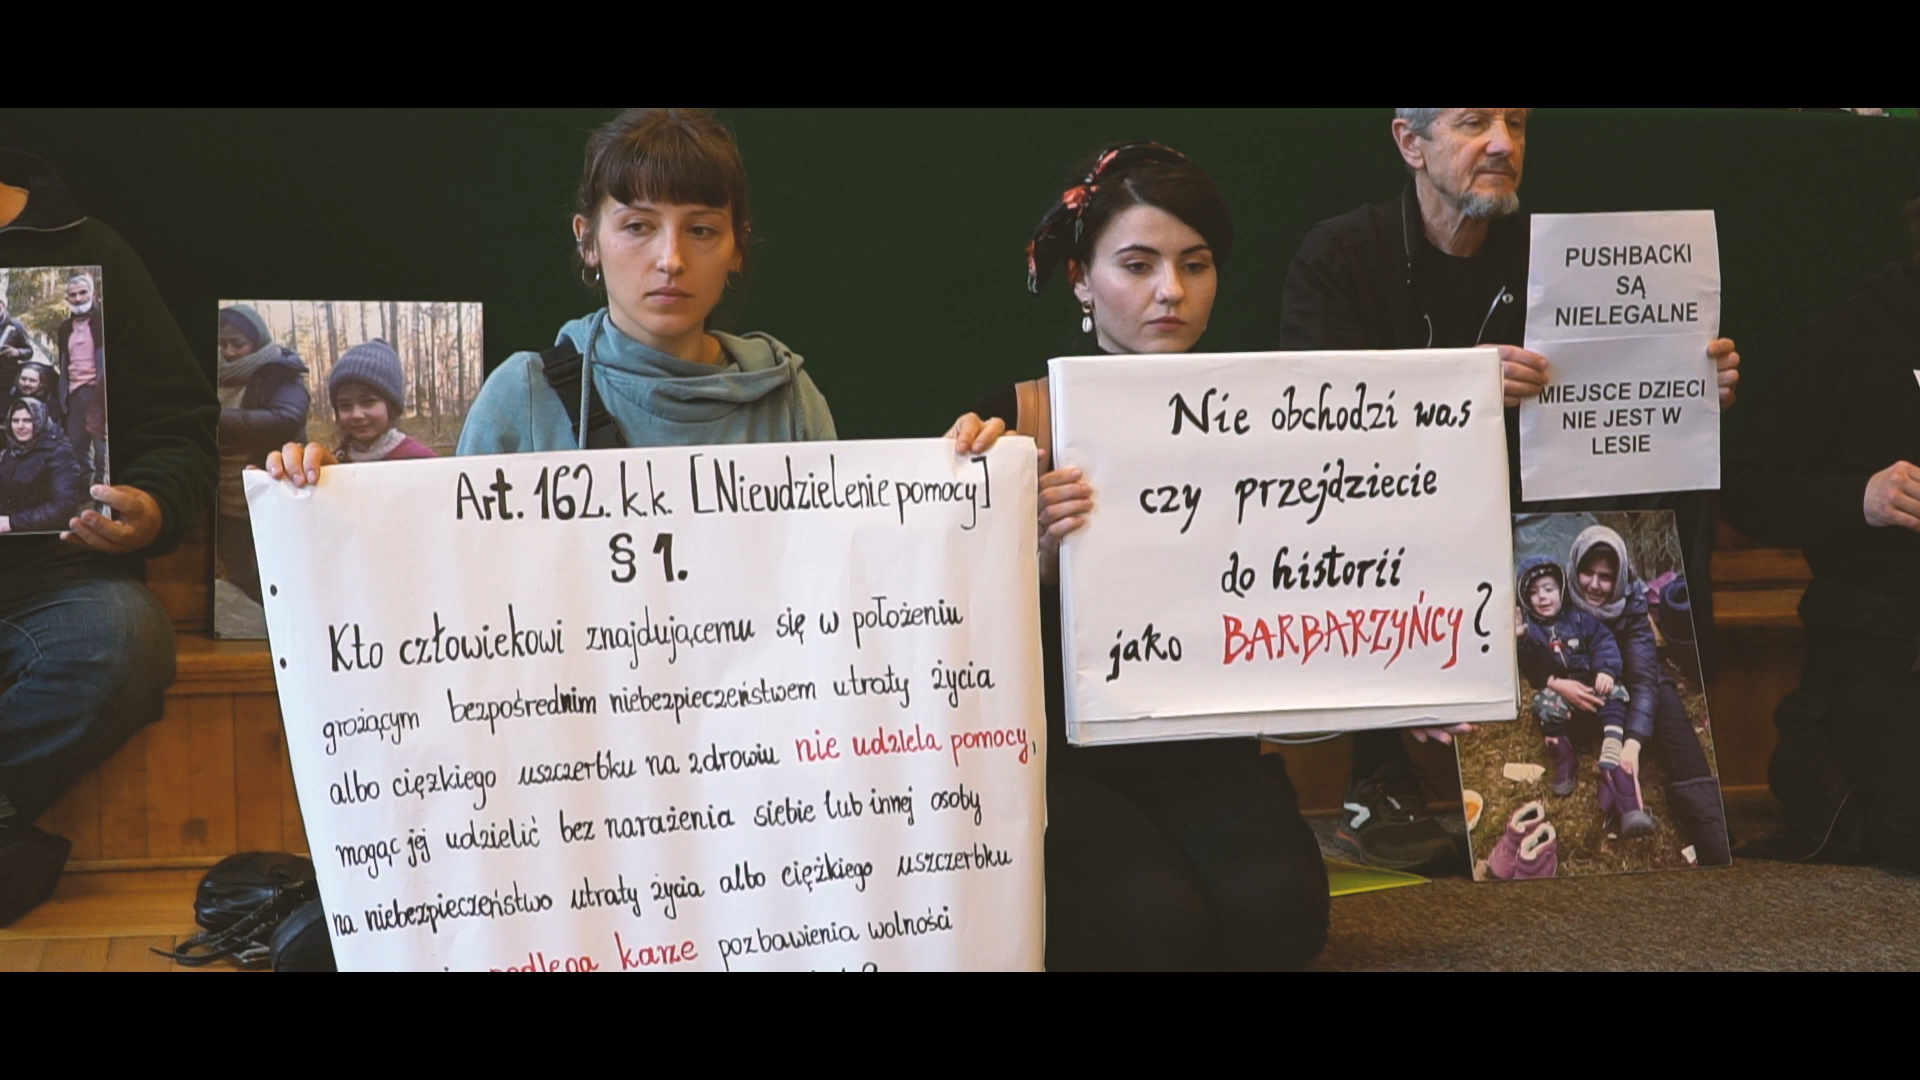 Art. 162. k.k. [Nieudzielenie pomocy]
§ 1.
Kto człowiekowi znajdującemu się w położeniu
grożącym bezpośrednim niebezpieczeństwem utraty życia
albo ciężkiego uszczerbku na zdrowiu nie udziela pomocy,
mogąc jej udzielić bez narażenia siebie lub innej osoby
na niebezpieczeństwo utraty życia albo ciężkiego uszczerbku
podlega karze pozbawienia wolności
Nie obchodzi was
czy przejdziecie
do historii
jako BARBARZYŃCY?
PUSHBACKI
SĄ
NIELEGALNE
MIEJSCE DZIECI
NIE JEST W
LESIE